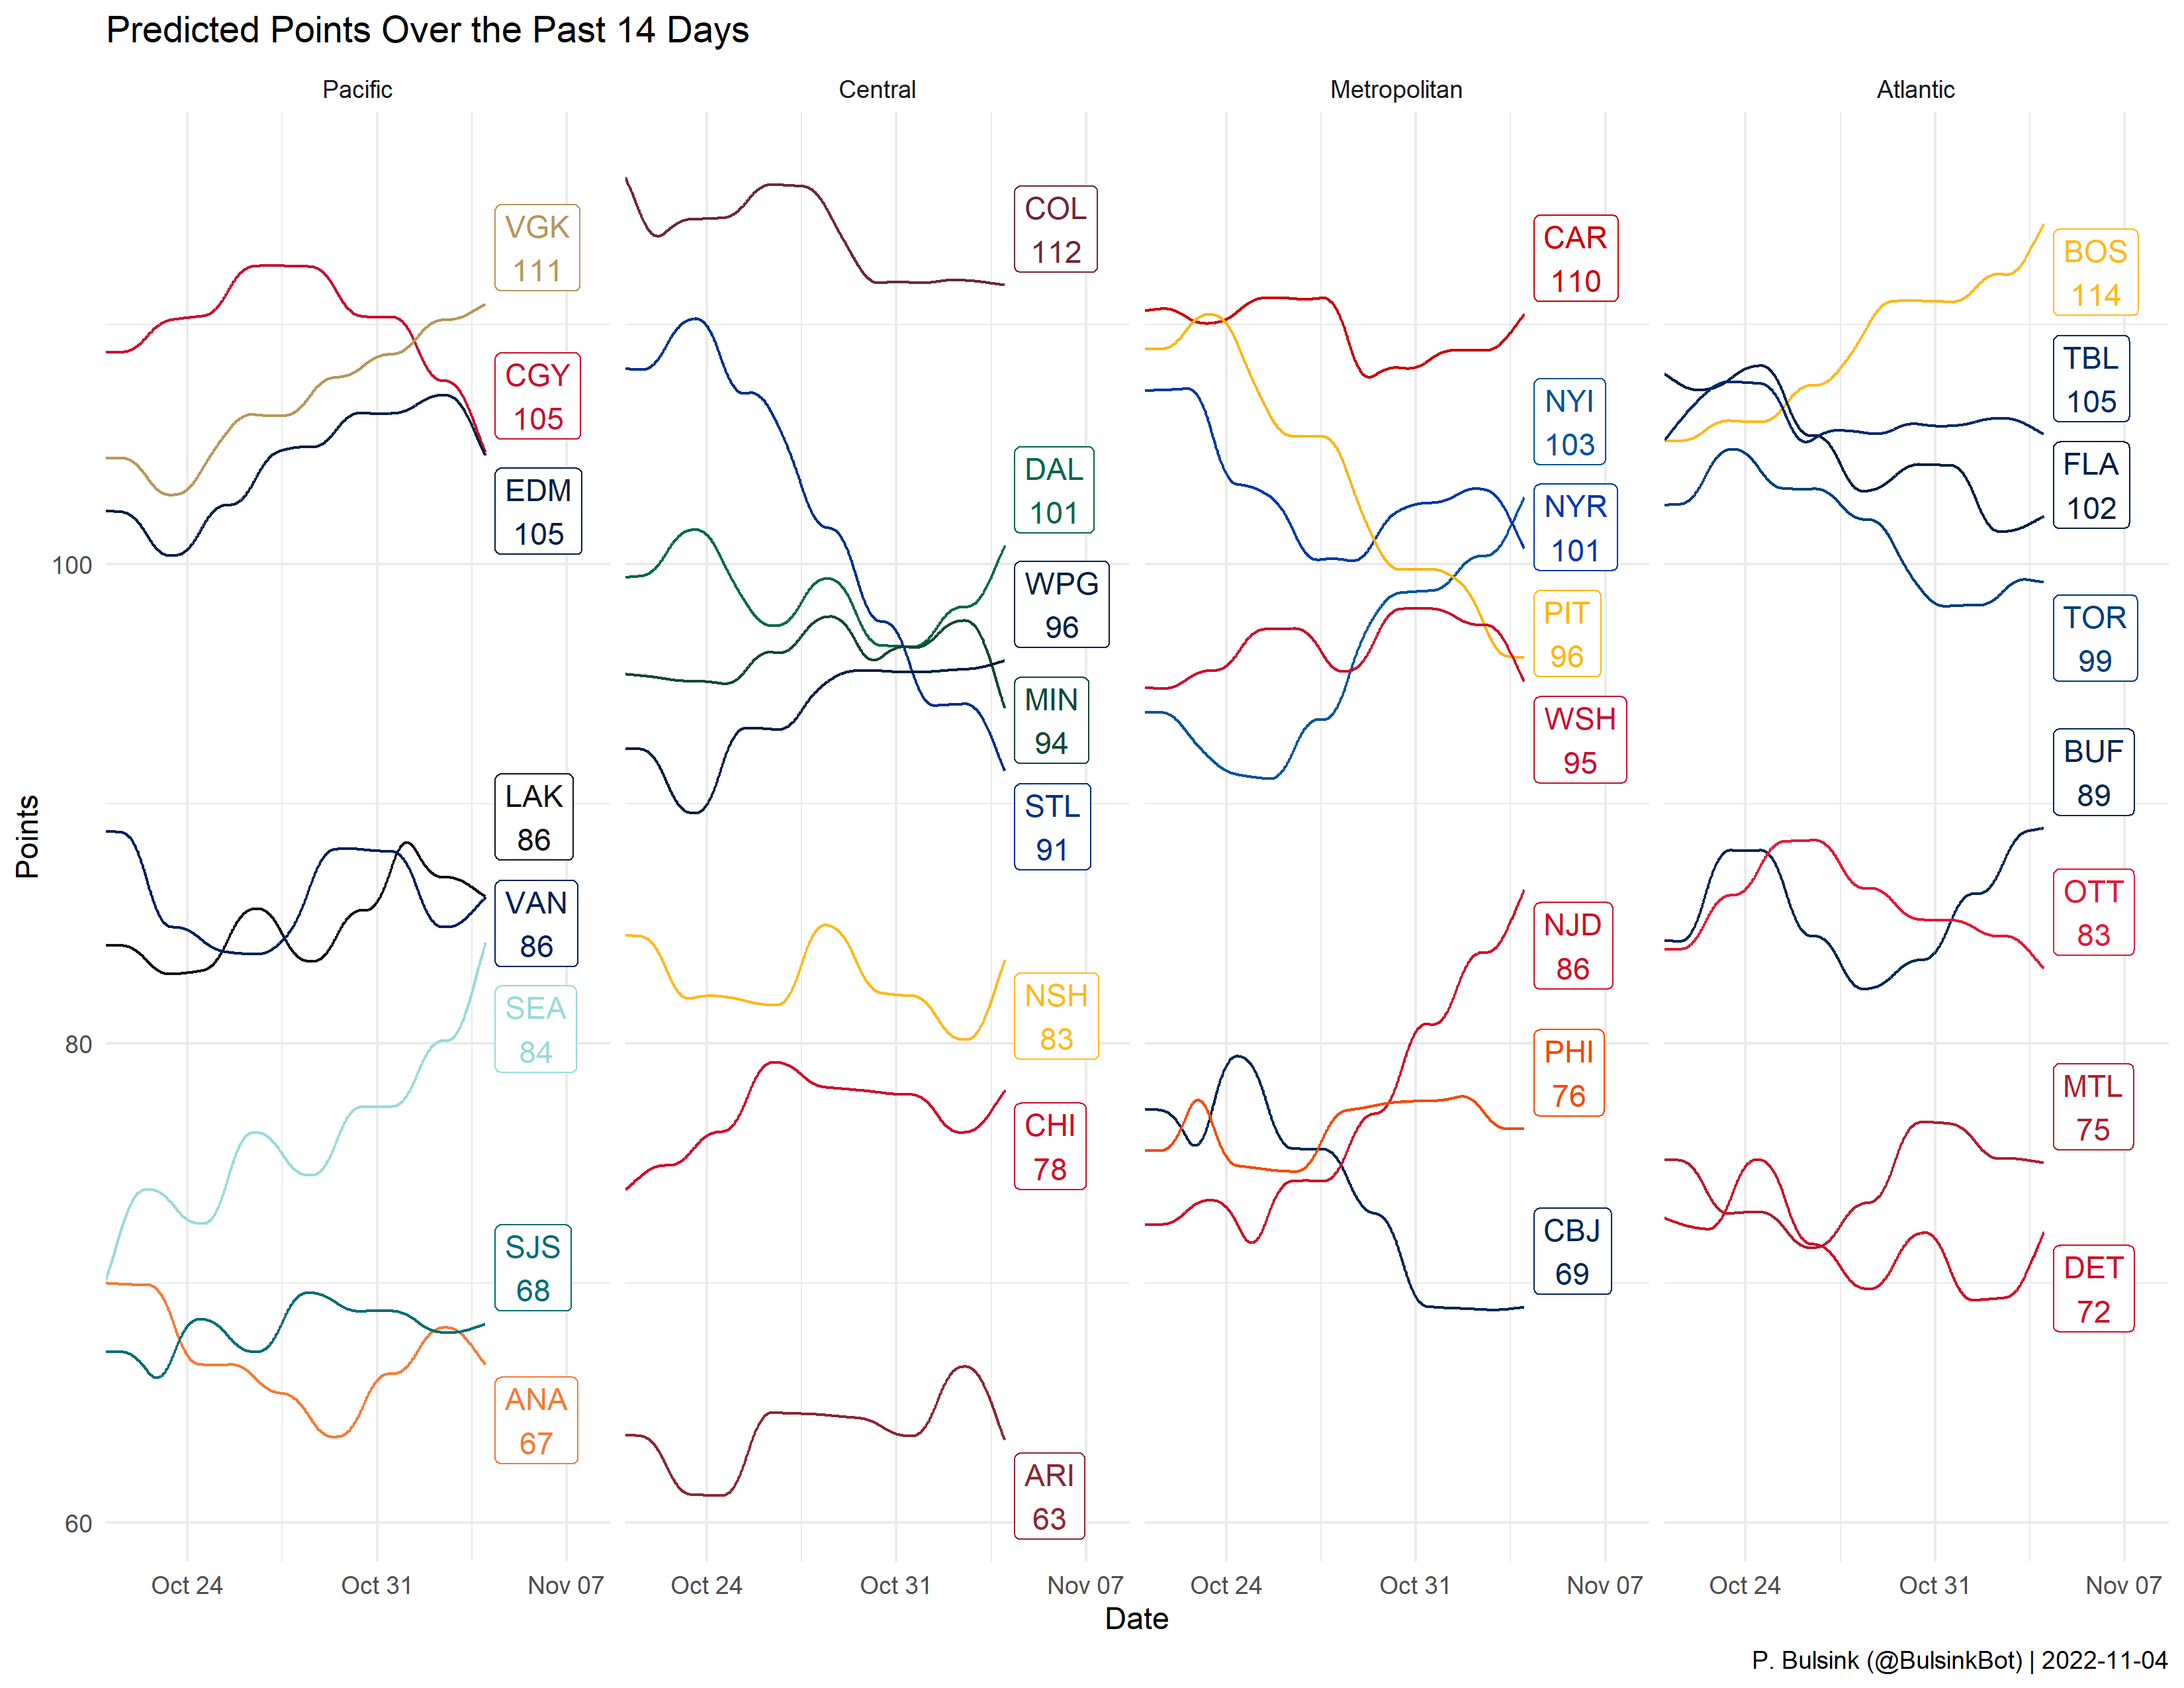 Predicted Points Over the Past 14 Days
Pacific
Central
Metropolitan
Atlantic
Points
100
80
60
VGK
111
CGY
105
EDM
105
LAK
86
VAN
86
SEA
84
SJS
68
ANA
67
COL
112
DAL
101
WPG
96
MIN
94
STL
91
NSH
83
CHI
78
ARI
63
CAR
110
NYI
103
NYR
101
PIT
96
WSH
95
NJD
86
PHI
76
CBJ
69
BOS
114
TBL
105
FLA
102
TOR
99
BUF
89
OTT
83
MTL
75
DET
72
Oct 24 Oct 31 Nov 07
Oct 24 Oct 31 Nov 07
Oct 24 Oct 31 Nov 07
Oct 24 Oct 31 Nov 07
Date
P. Bulsink (@BulsinkBot) | 2022-11-04